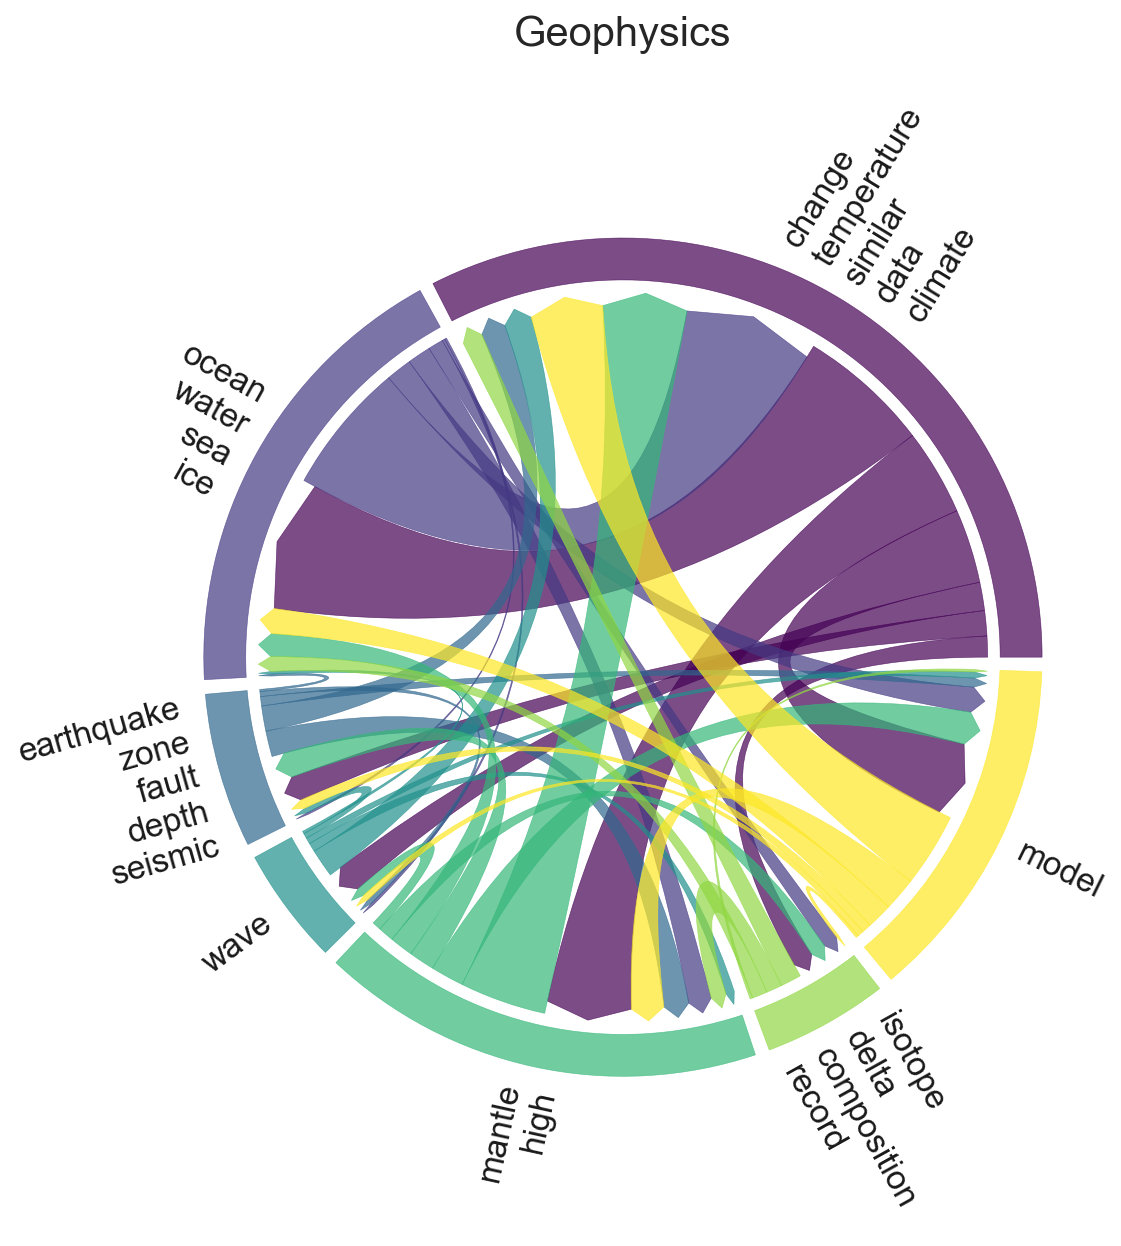 Geophysics
change
temperature
similar
data
climate
ocean
water
sea
ice
earthquake
zone
fault
depth
seismic
wave
mantle
high
isotope
delta
composition
record
model